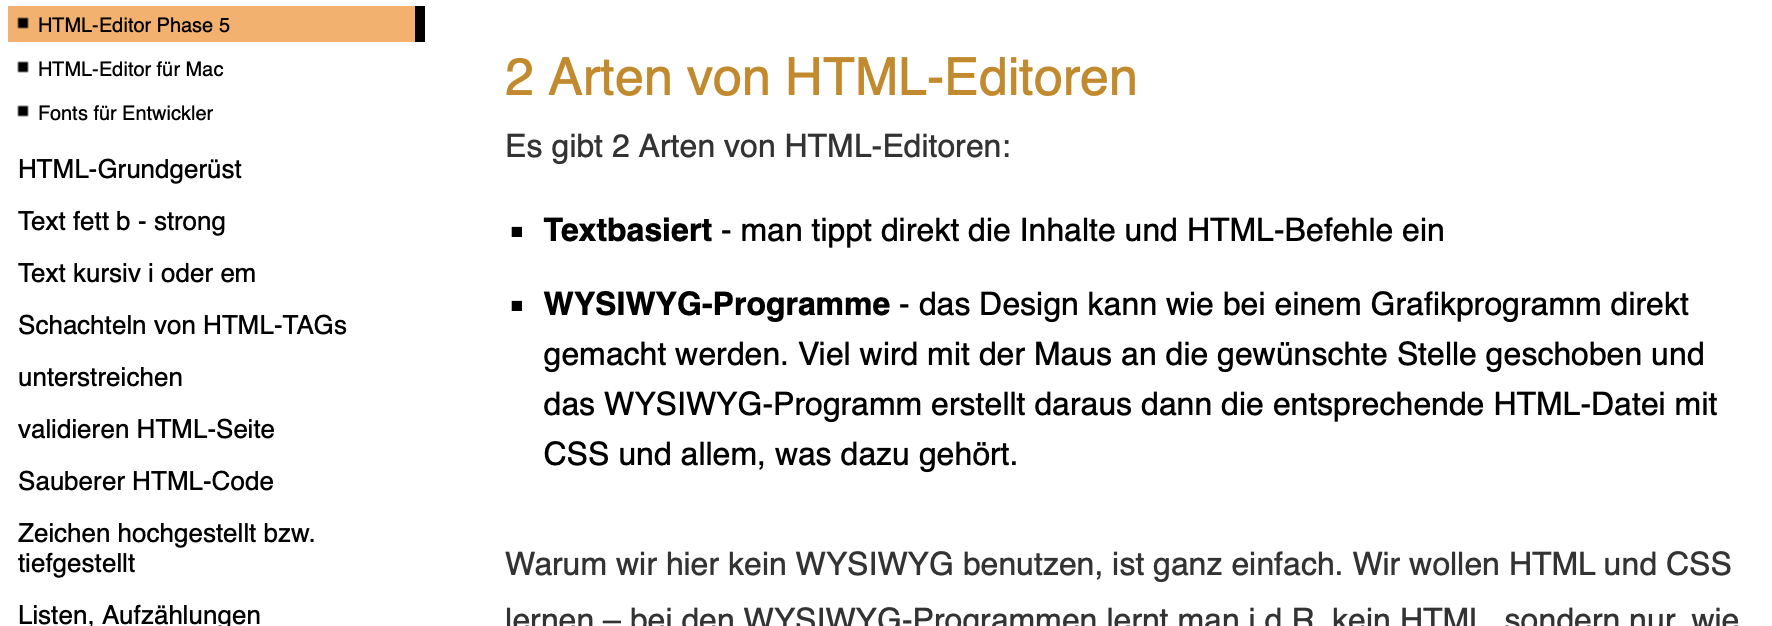 HTML-Editor Phase 5
HTML-Editor für Mac
Fonts für Entwickler
HTML-Grundgerüst
Text fett b - strong
Text kursiv i oder em
Schachteln von HTML-TAGs
unterstreichen
validieren HTML-Seite
Sauberer HTML-Code
Zeichen hochgestellt bzw.
tiefgestellt
Listen, Aufzählungen
2 Arten von HTML-Editoren
Es gibt 2 Arten von HTML-Editoren:
Textbasiert - man tippt direkt die Inhalte und HTML-Befehle ein
WYSIWYG-Programme - das Design kann wie bei einem Grafikprogramm direkt
gemacht werden. Viel wird mit der Maus an die gewünschte Stelle geschoben und
das WYSIWYG-Programm erstellt daraus dann die entsprechende HTML-Datei mit
CSS und allem, was dazu gehört.
Warum wir hier kein WYSIWYG benutzen, ist ganz einfach. Wir wollen HTML und CSS
lernen – bei den WYSIWYG-Programmen lernt man i.d.R. kein HTML, sondern nur, wie